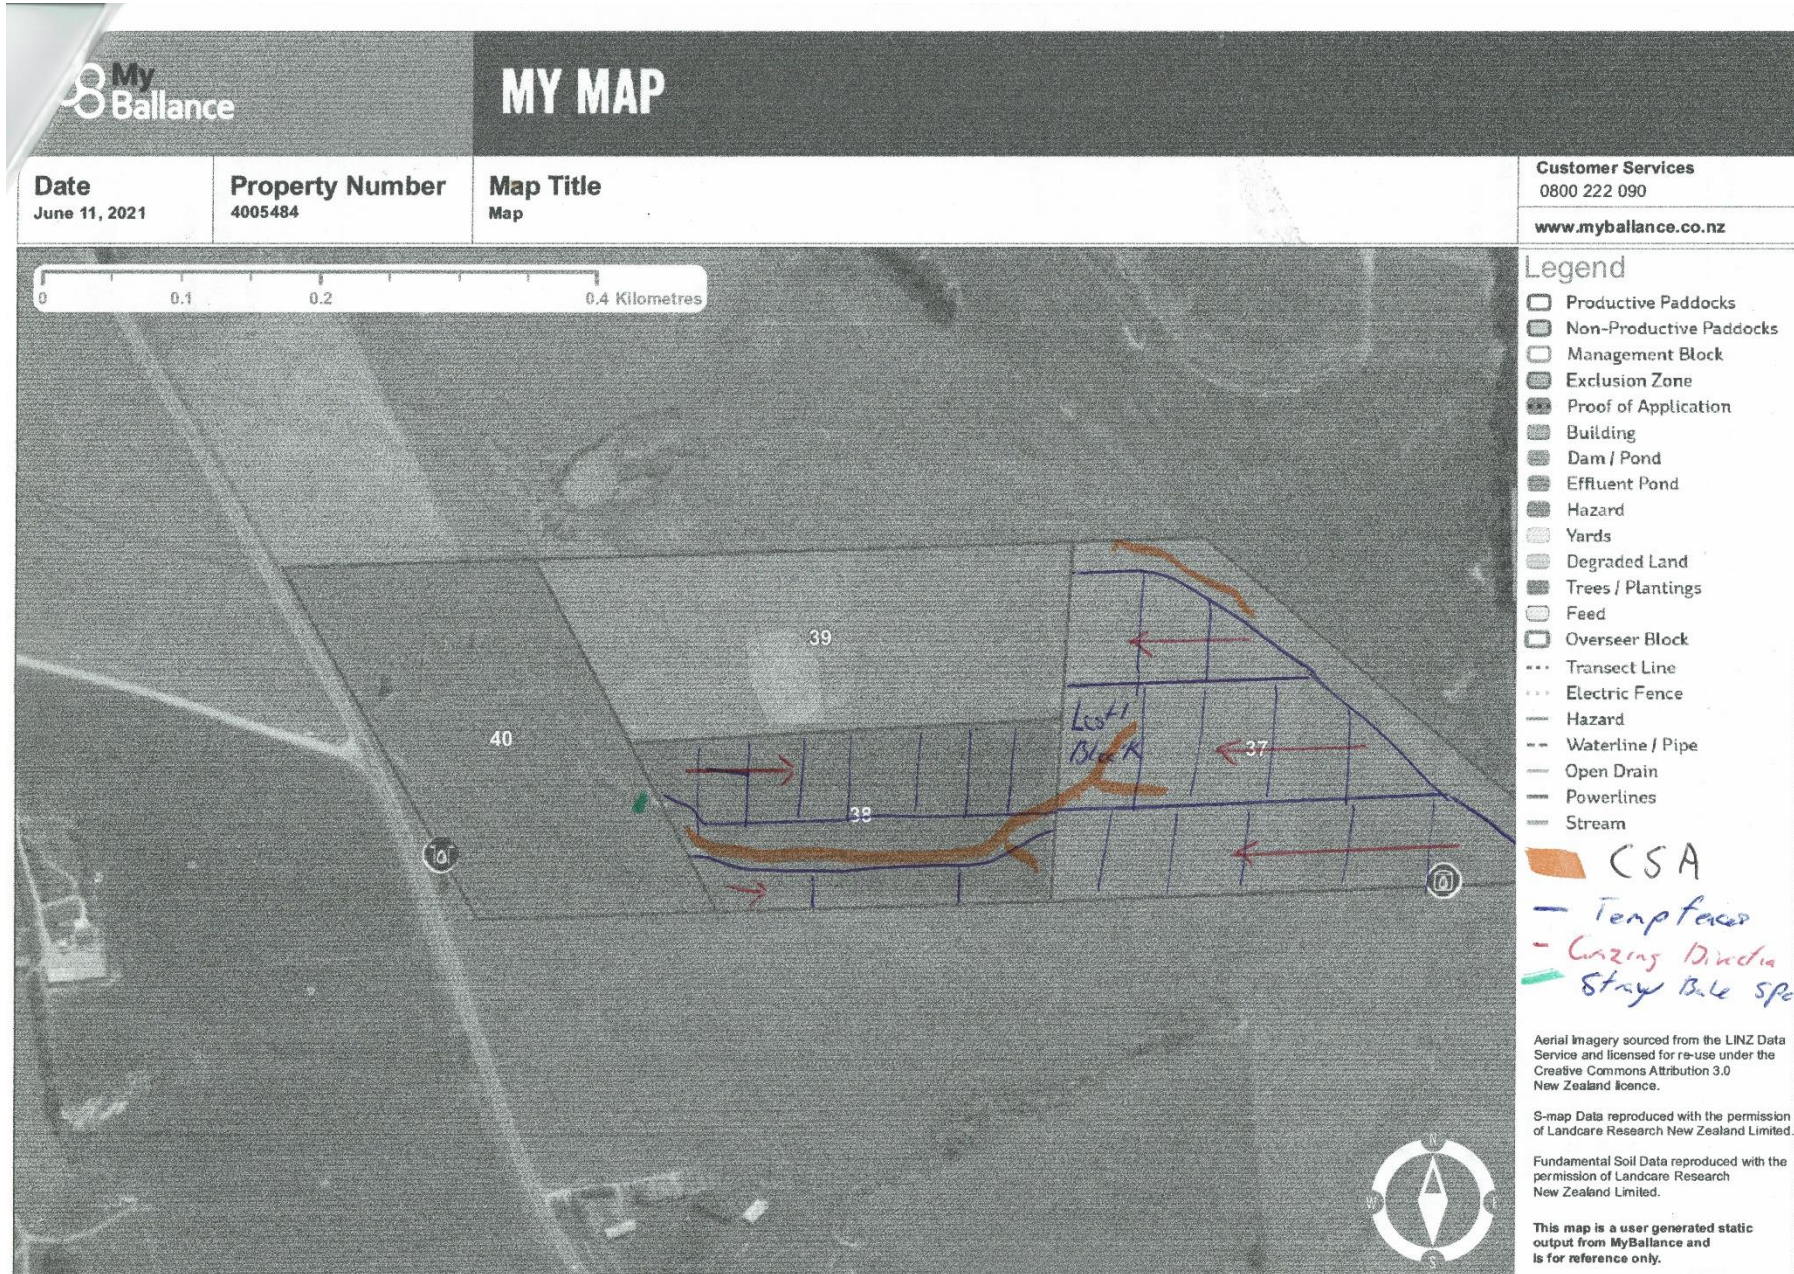 My
Ballance
MY MAP
Date
June 11, 2021
Property Number
4005484
Map Title
Map
Customer Services
0800 222 090
www.myballance.co.nz
0 0.1 0.2 0.4 Kilometres
Legend
Productive Paddocks
Non-Productive Paddocks
Management Block
Exclusion Zone
Proof of Application
Building
Dam / Pond
Effluent Pond
Hazard
Yards
Degraded Land
Trees / Plantings
Feed
Overseer Block
Transect Line
Electric Fence
Hazard
Waterline / Pipe
Open Drain
Powerlines
Stream
CSA
Temp fences
Grazing Direction
Straw Bale
39
40
Block
37
38
N
W
S
Aerial Imagery sourced from the LINZ Data
Service and licensed for re-use under the
Creative Commons Attribution 3.0
New Zealand licence.
S-map Data reproduced with the permission
of Landcare Research New Zealand Limited.
Fundamental Soil Data reproduced with the
permission of Landcare Research
New Zealand Limited.
This map is a user generated static
output from MyBallance and
is for reference only.